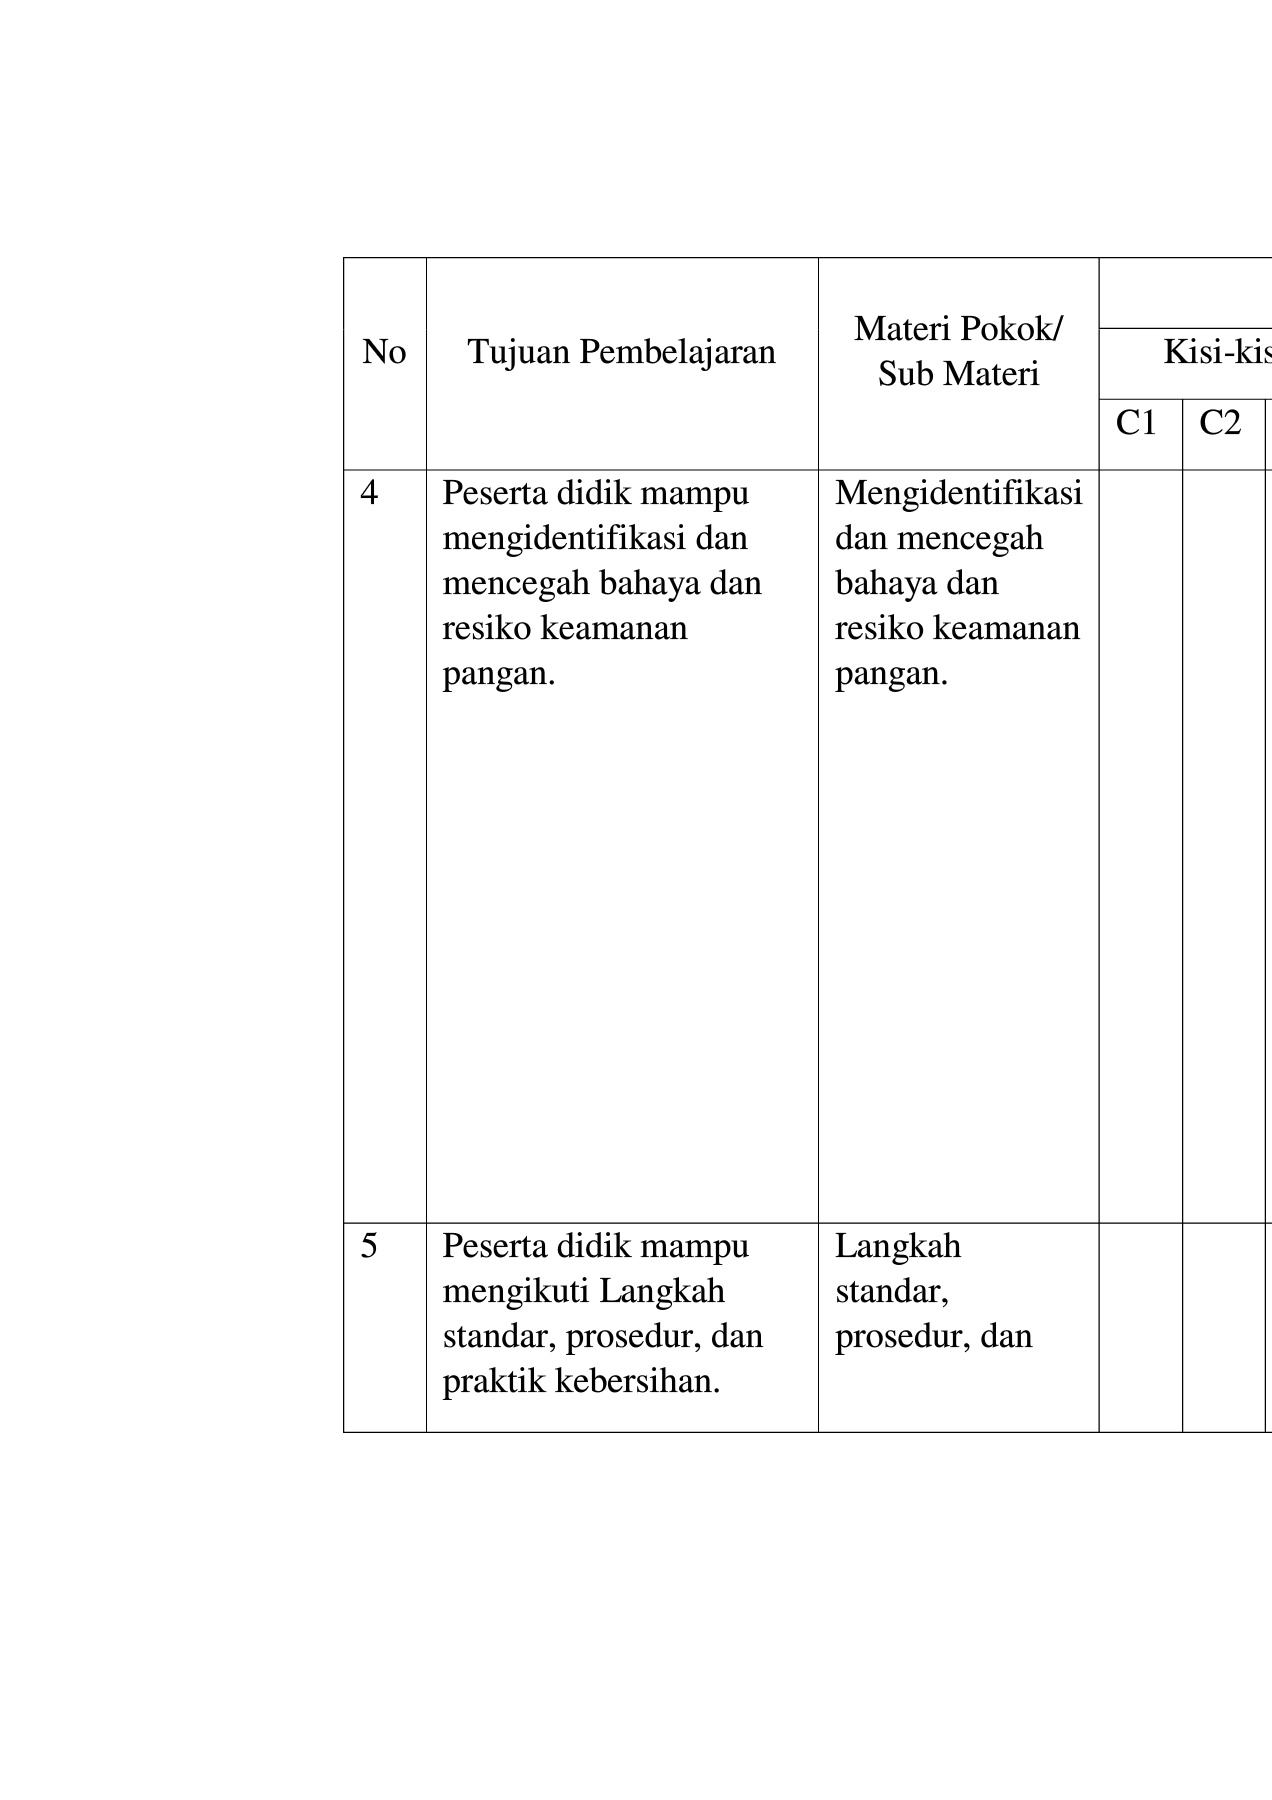 No
Tujuan Pembelajaran
Materi Pokok/
Sub Materi
Kisi-kis
C1
C2
4
Peserta didik mampu
mengidentifikasi dan
mencegah bahaya dan
resiko keamanan
pangan.
Mengidentifikasi
dan mencegah
bahaya dan
resiko keamanan
pangan.
5
Peserta didik mampu
mengikuti Langkah
standar, prosedur, dan
praktik kebersihan.
Langkah
standar,
prosedur, dan